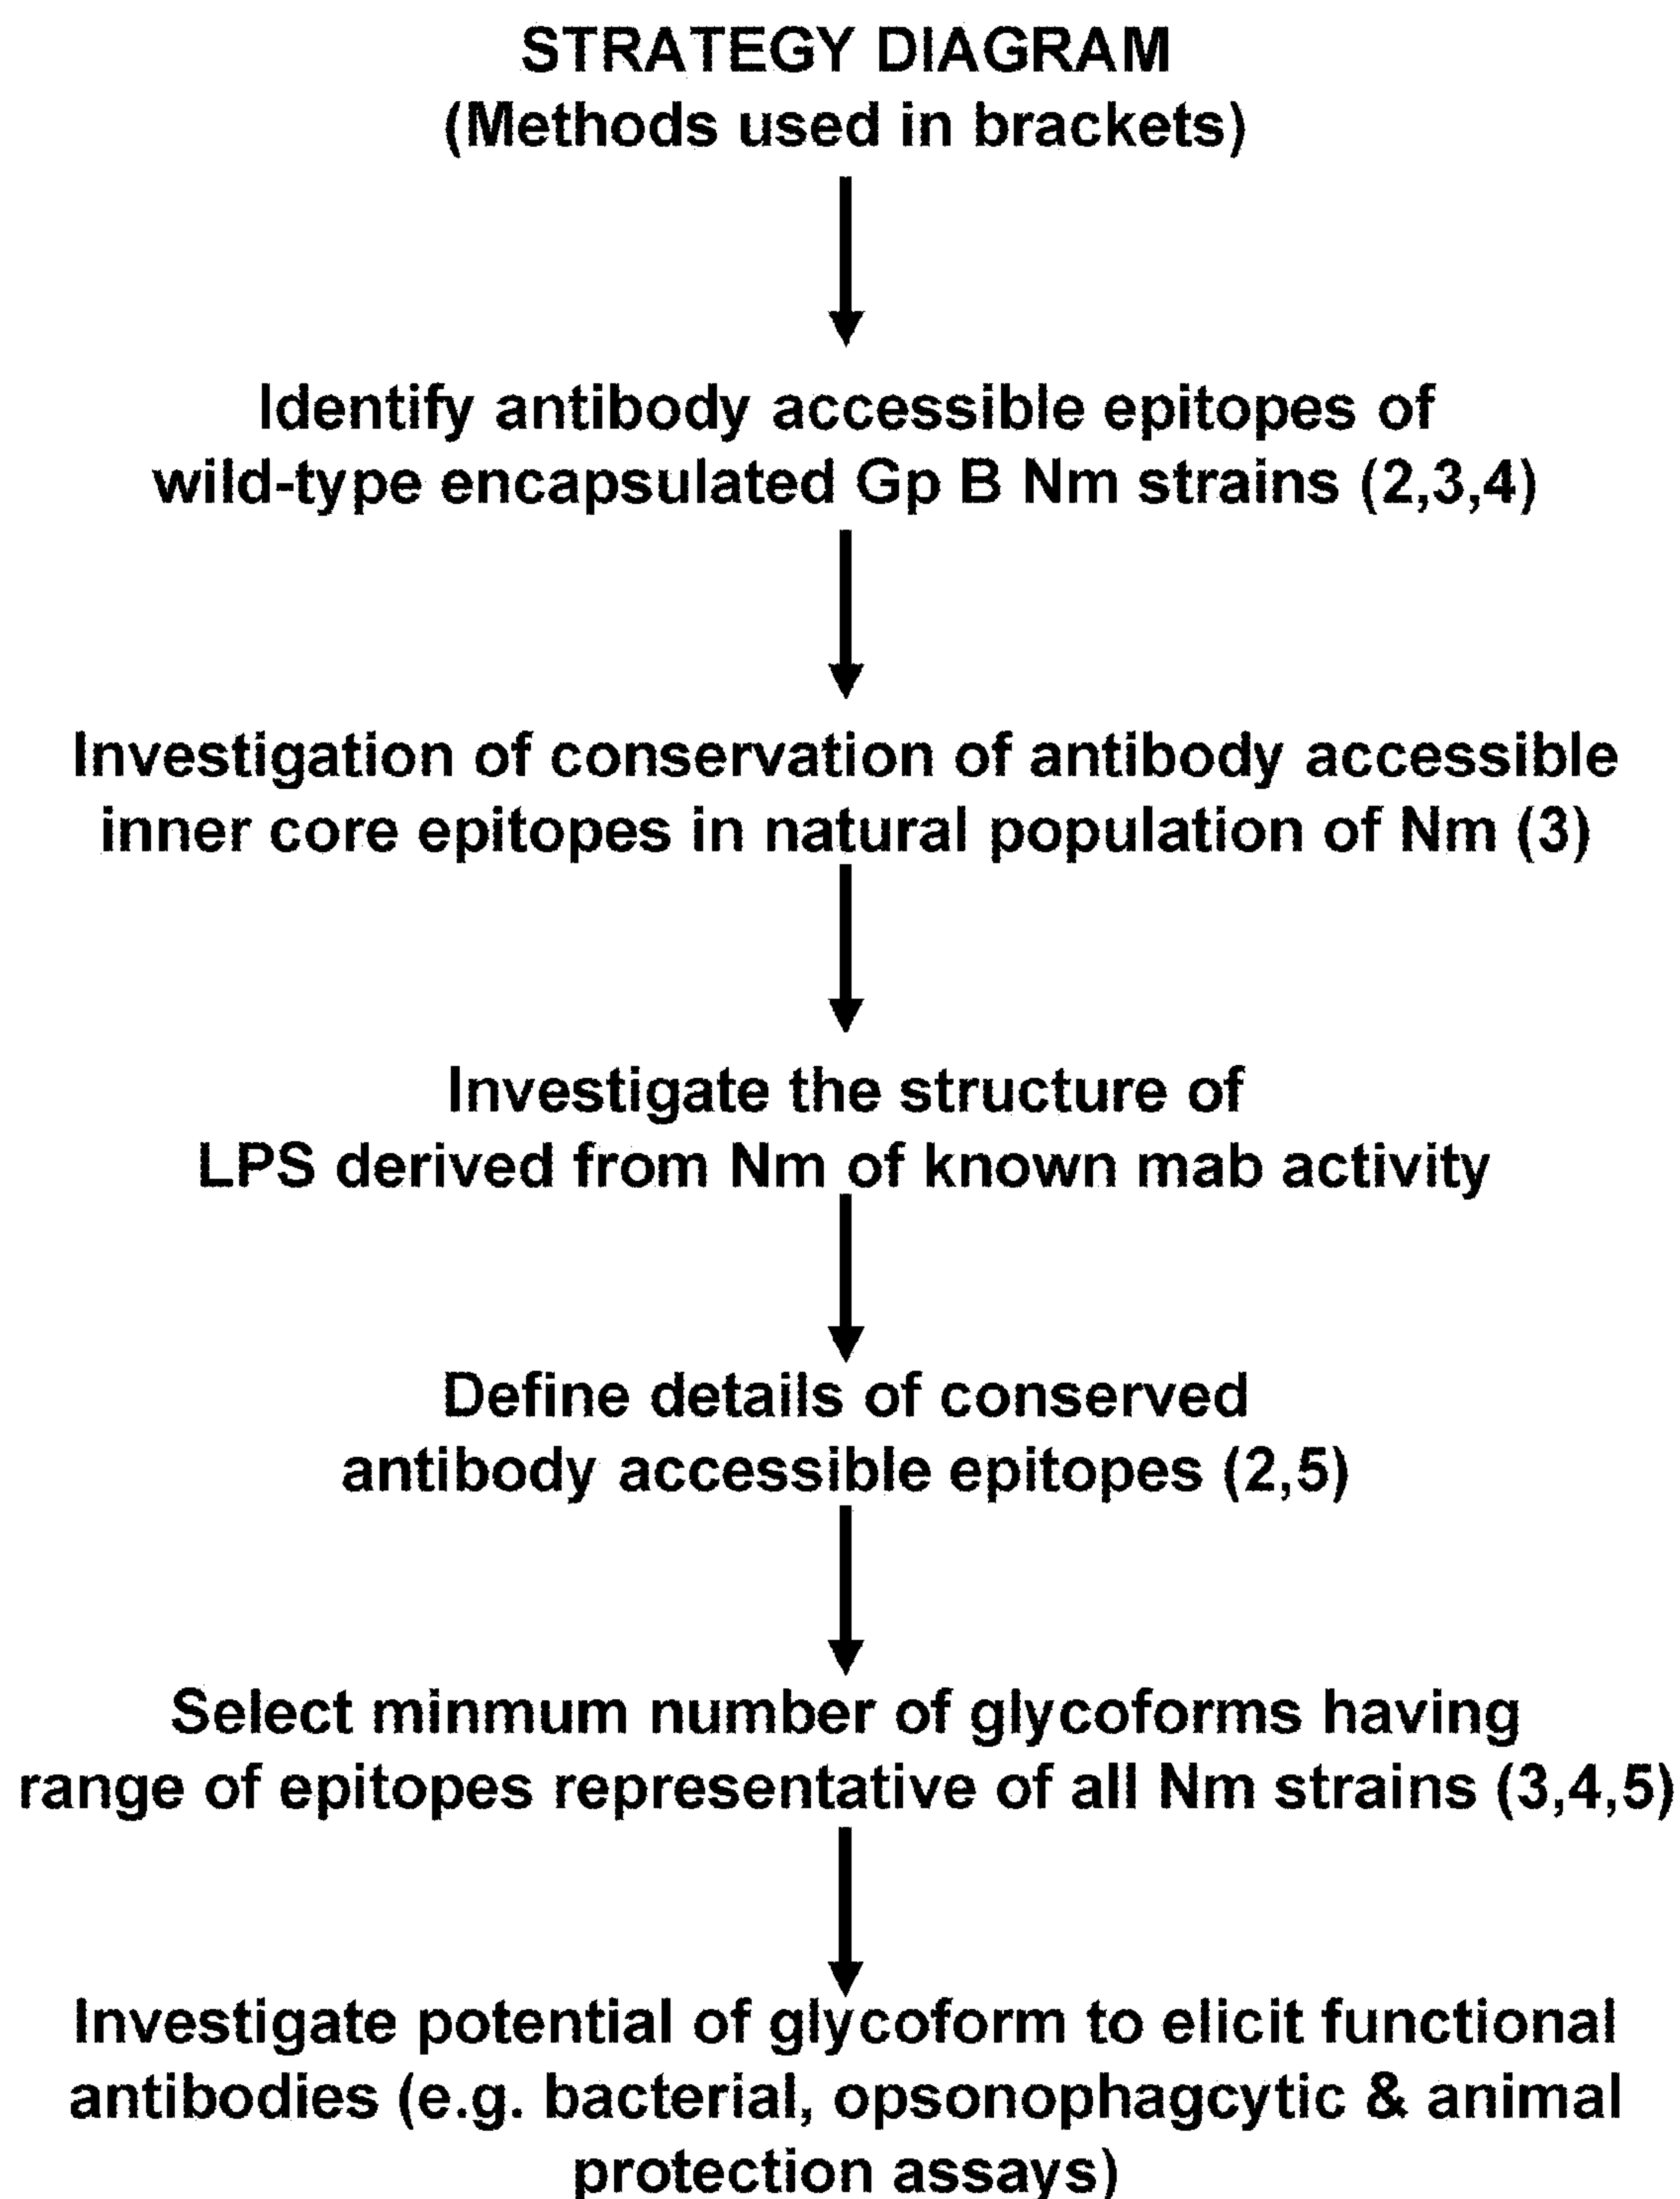 STRATEGY DIAGRAM
(Methods used in brackets)
Identify antibody accessible epitopes of
wild-type encapsulated Gp B Nm strains (2,3,4)
Investigation of conservation of antibody accessible
inner core epitopes in natural population of Nm (3)
Investigate the structure of
LPS derived from Nm of known mab activity
Define details of conserved
antibody accessible epitopes (2,5)
Select minmum number of glycoforms having
range of epitopes representative of all Nm strains (3,4,5)
Investigate potential of glycoform to elicit functional
antibodies (e.g. bacterial, opsonophagcytic & animal
protection assays)